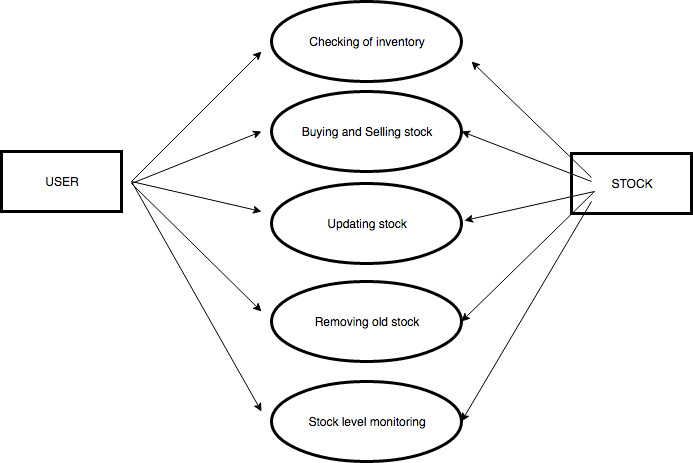 Checking of inventory
Buying and Selling stock
USER
STOCK
Updating stock
Removing old stock
Stock level monitoring